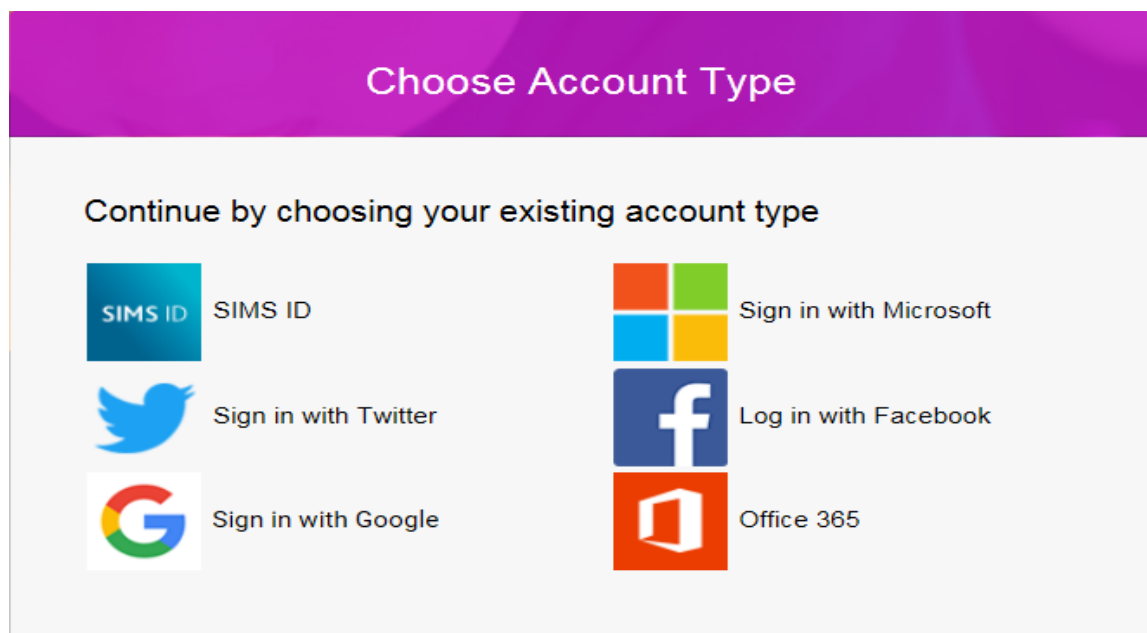 Choose Account Type
Continue by choosing your existing account type
SIMS ID SIMS ID
Sign in with Microsoft
Sign in with Twitter
Log in with Facebook
Sign in with Google
Office 365